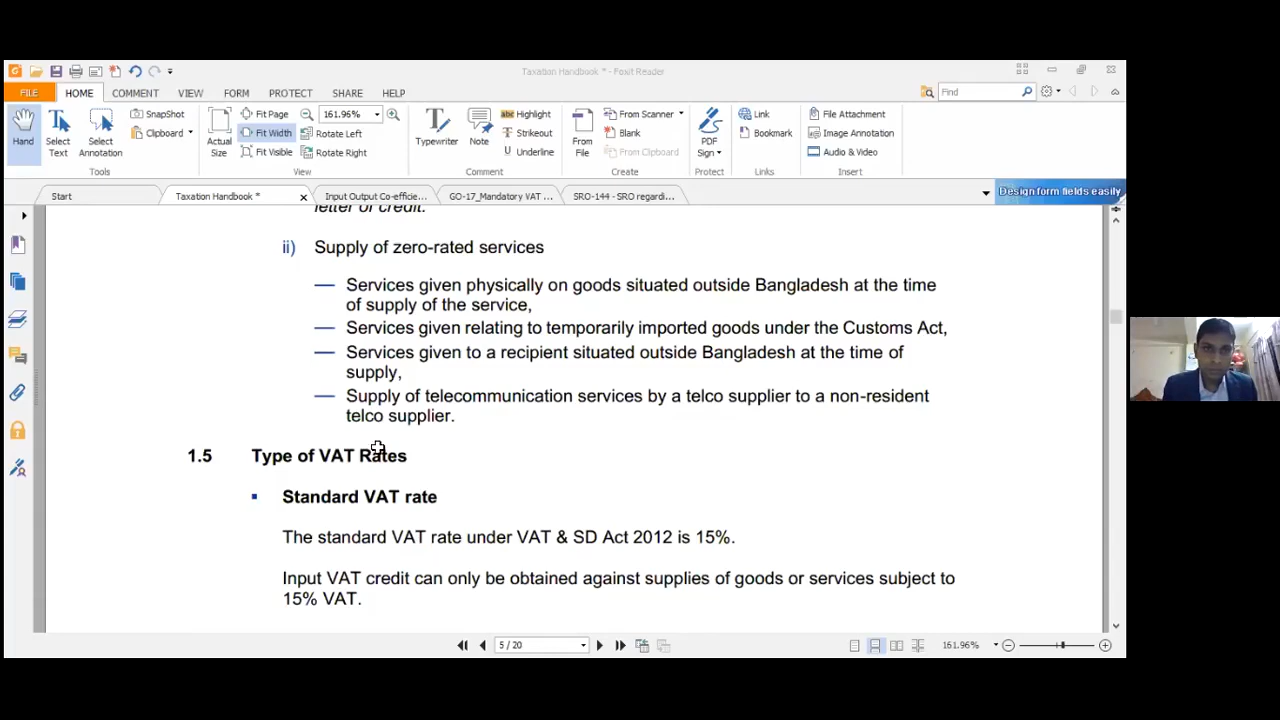 Taxation Handbook * - Foxit Reader
FILE HOME COMMENT VIEW FORM PROTECT SHARE HELP
Find
Hand
Select Text
SnapShot
Clipboard
Select Annotation
Tools
Actual Size
Fit Page
Fit Width
Fit Visible
161.96%
Rotate Left
Rotate Right
View
Typewriter
Note
Highlight
Strikeout
Underline
Comment
From File
From Scanner
Blank
From Clipboard
Create
PDF Sign
Protect
Link
Bookmark
Links
File Attachment
Image Annotation
Audio & Video
Insert
Start
Taxation Handbook *
Input Output Co-efficie...
GO-17_Mandatory VAT ...
SRO-144 - SRO regardi...
Design form fields easily
letter of credit.
ii) Supply of zero-rated services
— Services given physically on goods situated outside Bangladesh at the time
of supply of the service,
— Services given relating to temporarily imported goods under the Customs Act,
— Services given to a recipient situated outside Bangladesh at the time of
supply,
— Supply of telecommunication services by a telco supplier to a non-resident
telco supplier.
1.5 Type of VAT Rates
▪ Standard VAT rate
The standard VAT rate under VAT & SD Act 2012 is 15%.
Input VAT credit can only be obtained against supplies of goods or services subject to
15% VAT.
5 / 20
161.96%